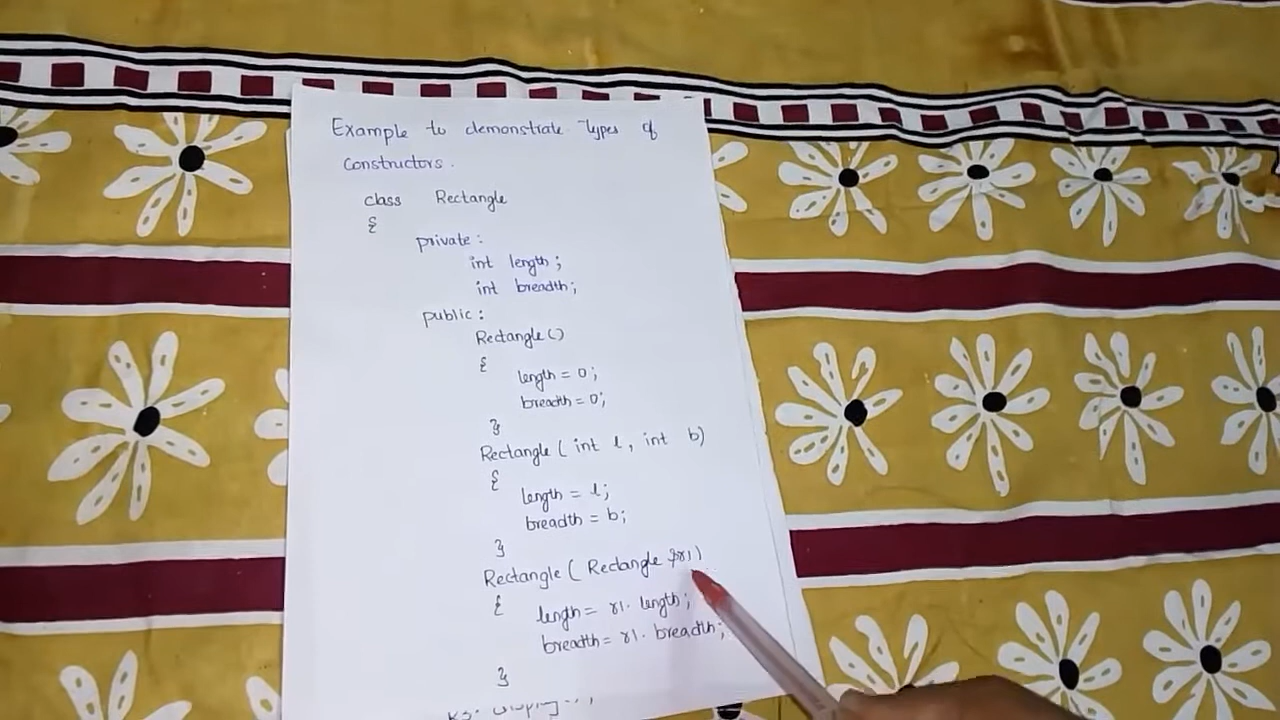 Example to demonstrate Types of
Constructors.
class Rectangle
{
private:
int length;
int breadth;
public:
Rectangle()
{
length = 0;
breadth = 0;
}
Rectangle (int l, int b)
{
length = l;
breadth = b;
}
Rectangle (Rectangle &r1)
{
length = r1. length;
breadth = r1. breadth;
}